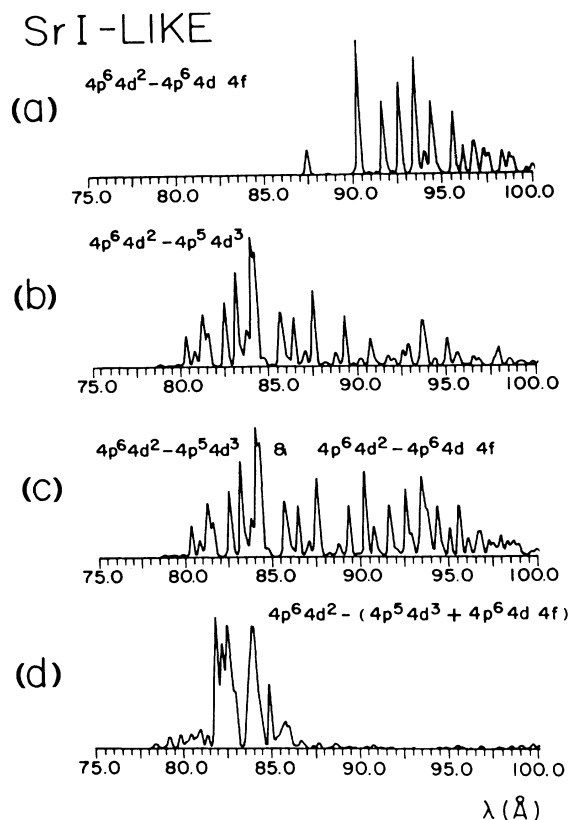 Sr I-LIKE
(a)
4p⁶4d²-4p⁶4d 4f
75.0 80.0 85.0 90.0 95.0 100.0
(b)
4p⁶4d²-4p⁵4d³
75.0 80.0 85.0 90.0 95.0 100.0
(c)
4p⁶4d²-4p⁵4d³ & 4p⁶4d²-4p⁶4d 4f
75.0 80.0 85.0 90.0 95.0 100.0
(d)
4p⁶4d²-(4p⁵4d³+4p⁶4d 4f)
75.0 80.0 85.0 90.0 95.0 100.0
λ(Å)